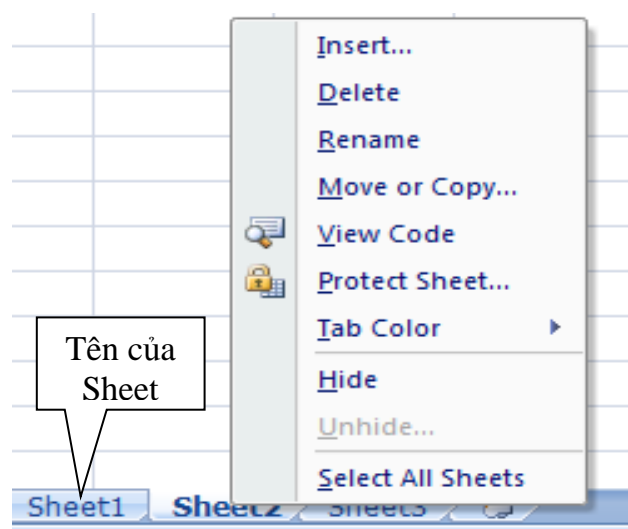 Insert...
Delete
Rename
Move or Copy...
View Code
Protect Sheet...
Tab Color
Hide
Unhide...
Select All Sheets
Tên của
Sheet
Sheet1 Sheet2 Sheet3